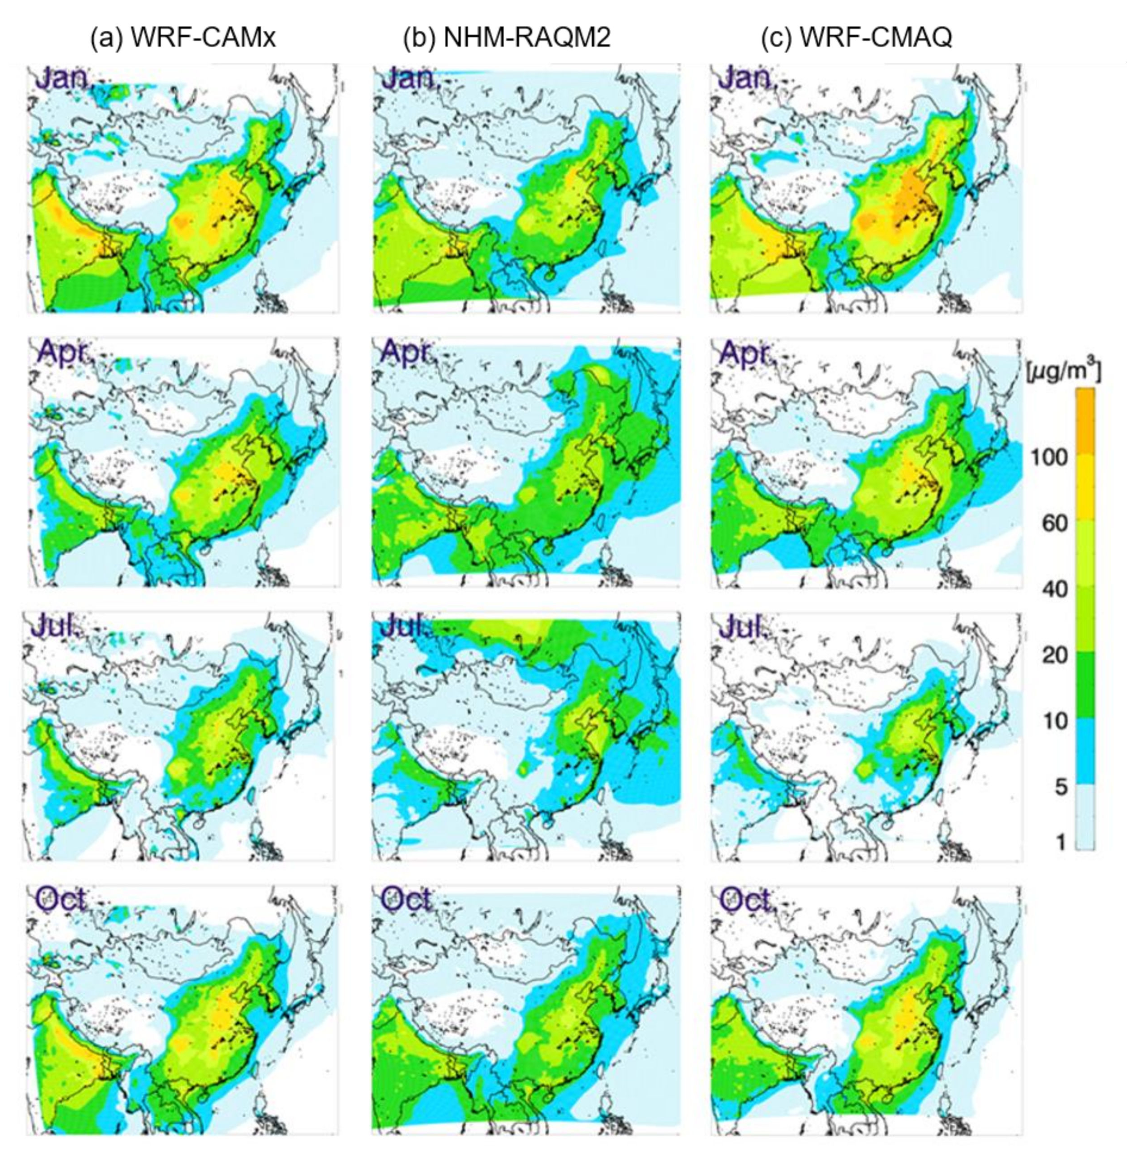 (a) WRF-CAMx (b) NHM-RAQM2 (c) WRF-CMAQ
Jan. Jan. Jan.
Apr. Apr. Apr.
[μg/m³]
100
60
40
20
10
5
1
Jul. Jul. Jul.
Oct Oct Oct